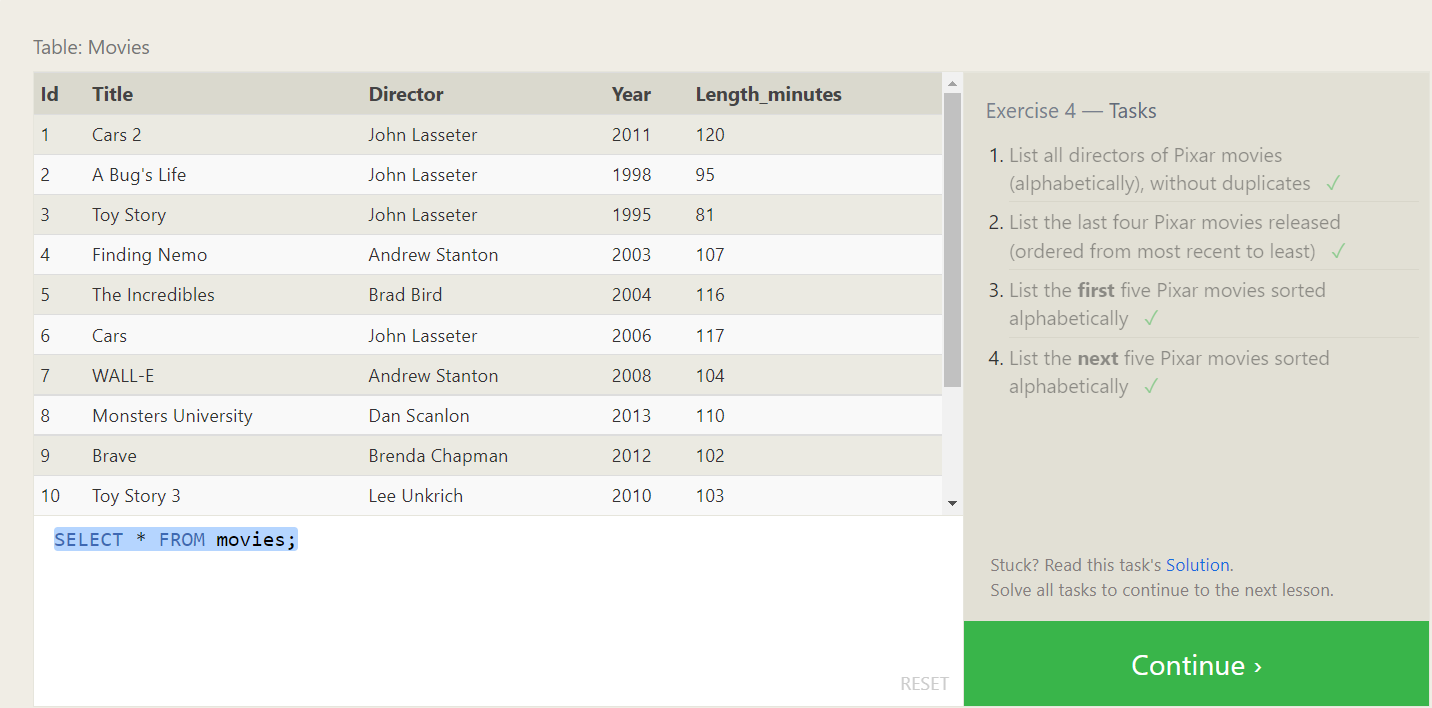 Table: Movies
Id Title Director Year Length_minutes
1 Cars 2 John Lasseter 2011 120
2 A Bug's Life John Lasseter 1998 95
3 Toy Story John Lasseter 1995 81
4 Finding Nemo Andrew Stanton 2003 107
5 The Incredibles Brad Bird 2004 116
6 Cars John Lasseter 2006 117
7 WALL-E Andrew Stanton 2008 104
8 Monsters University Dan Scanlon 2013 110
9 Brave Brenda Chapman 2012 102
10 Toy Story 3 Lee Unkrich 2010 103
SELECT * FROM movies;
RESET
Exercise 4 — Tasks
1. List all directors of Pixar movies
(alphabetically), without duplicates ✓
2. List the last four Pixar movies released
(ordered from most recent to least) ✓
3. List the first five Pixar movies sorted
alphabetically ✓
4. List the next five Pixar movies sorted
alphabetically ✓
Stuck? Read this task's Solution.
Solve all tasks to continue to the next lesson.
Continue ›